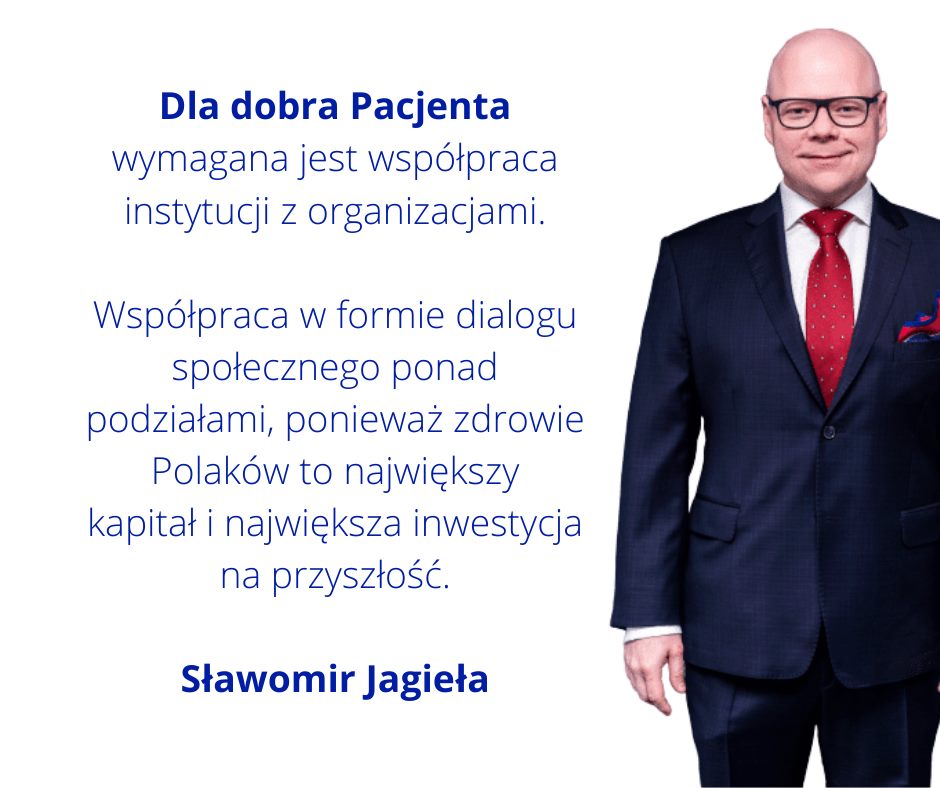 Dla dobra Pacjenta
wymagana jest współpraca
instytucji z organizacjami.
Współpraca w formie dialogu
społecznego ponad
podziałami, ponieważ zdrowie
Polaków to największy
kapitał i największa inwestycja
na przyszłość.
Sławomir Jagieła